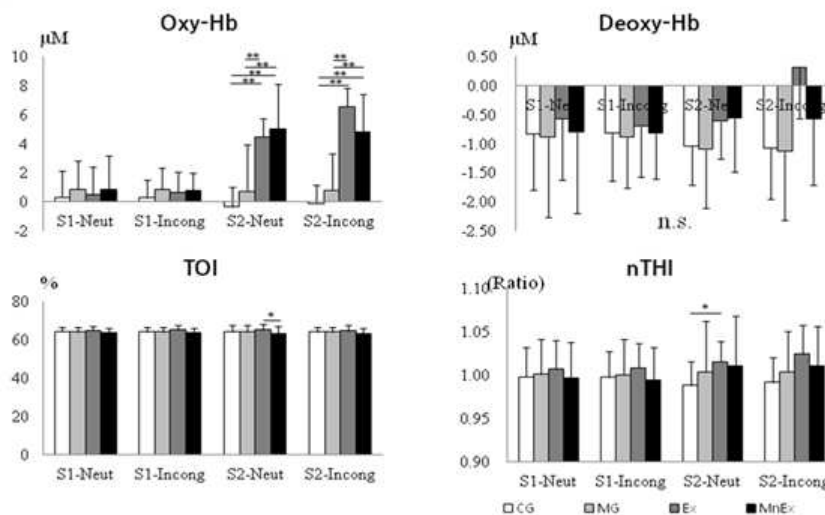 Oxy-Hb
μM
10
8
6
4
2
0
-2
**
**
**
**
**
**
**
**
S1-Neut S1-Incong S2-Neut S2-Incong
Deoxy-Hb
μM
0.50
0.00
-0.50
-1.00
-1.50
-2.00
-2.50
S1-Neut S1-Incong S2-Neut S2-Incong
n.s.
TOI
%
80
60
40
20
0
*
S1-Neut S1-Incong S2-Neut S2-Incong
nTHI
(Ratio)
1.10
1.05
1.00
0.95
0.90
*
S1-Neut S1-Incong S2-Neut S2-Incong
CG MG Ex MnEx